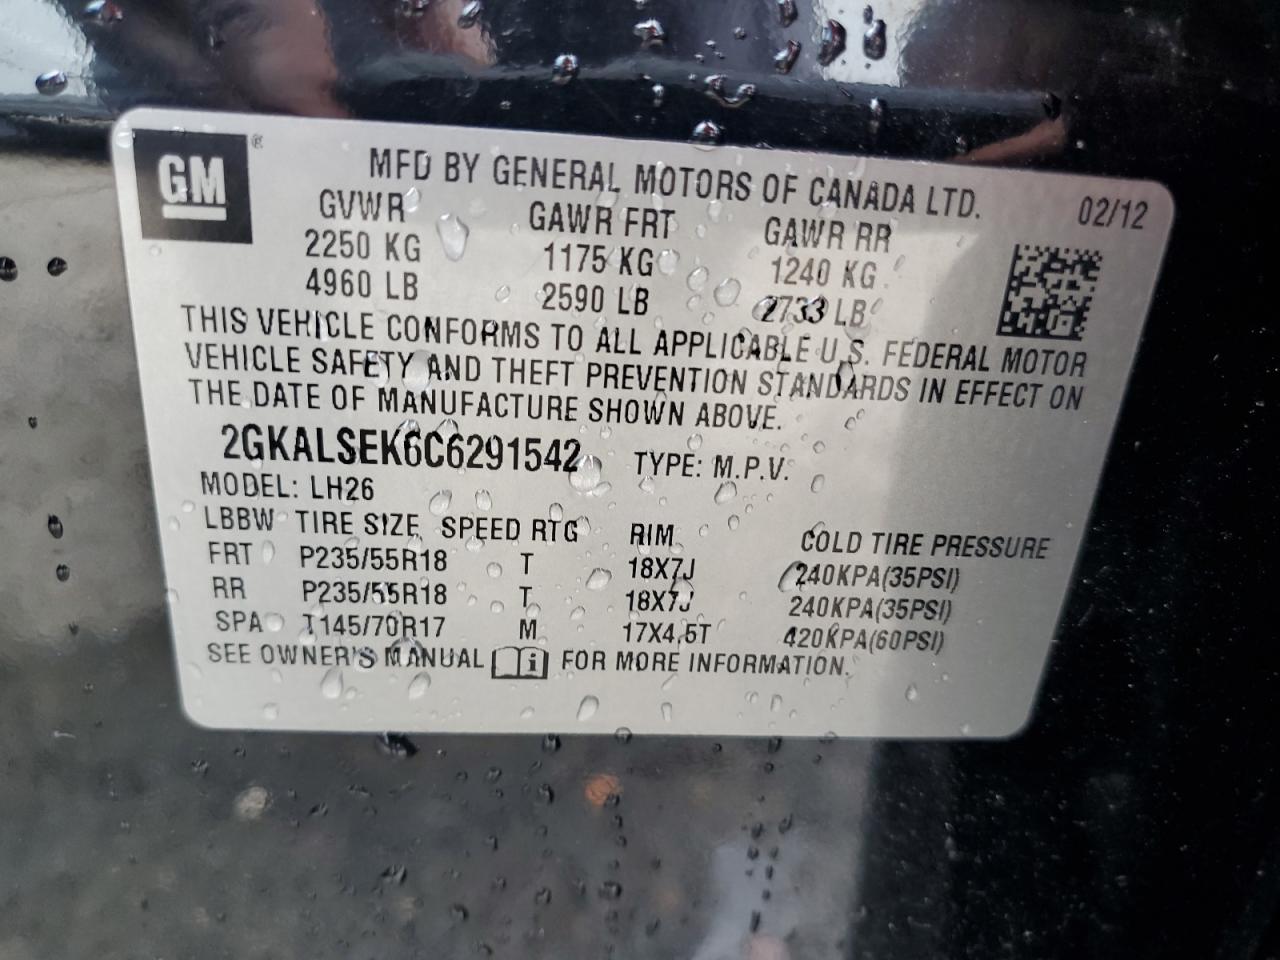 GM ®
MFD BY GENERAL MOTORS OF CANADA LTD. 02/12
GVWR GAWR FRT GAWR RR
2250 KG 1175 KG 1240 KG
4960 LB 2590 LB 2733 LB
THIS VEHICLE CONFORMS TO ALL APPLICABLE U.S. FEDERAL MOTOR
VEHICLE SAFETY AND THEFT PREVENTION STANDARDS IN EFFECT ON
THE DATE OF MANUFACTURE SHOWN ABOVE.
2GKALSEK6C6291542 TYPE: M.P.V.
MODEL: LH26
LBBW TIRE SIZE SPEED RTG RIM COLD TIRE PRESSURE
FRT P235/55R18 T 18X7J 240KPA(35PSI)
RR P235/55R18 T 18X7J 240KPA(35PSI)
SPA T145/70R17 M 17X4.5T 420KPA(60PSI)
SEE OWNER'S MANUAL i FOR MORE INFORMATION.